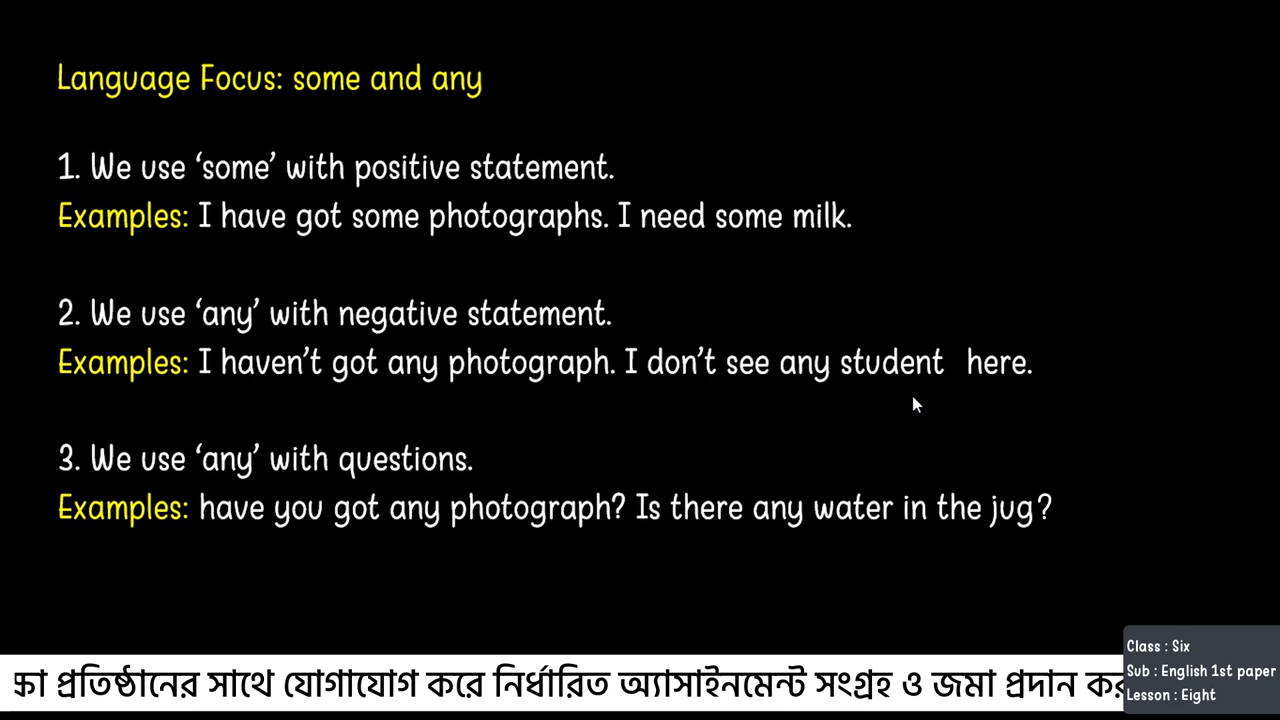 Language Focus: some and any
1. We use ‘some’ with positive statement.
Examples: I have got some photographs. I need some milk.
2. We use ‘any’ with negative statement.
Examples: I haven’t got any photograph. I don’t see any student here.
3. We use ‘any’ with questions.
Examples: have you got any photograph? Is there any water in the jug?
প্রতিষ্ঠানের সাথে যোগাযোগ করে নির্ধারিত অ্যাসাইনমেন্ট সংগ্রহ ও জমা প্রদান
Class : Six
Sub : English 1st paper
Lesson : Eight